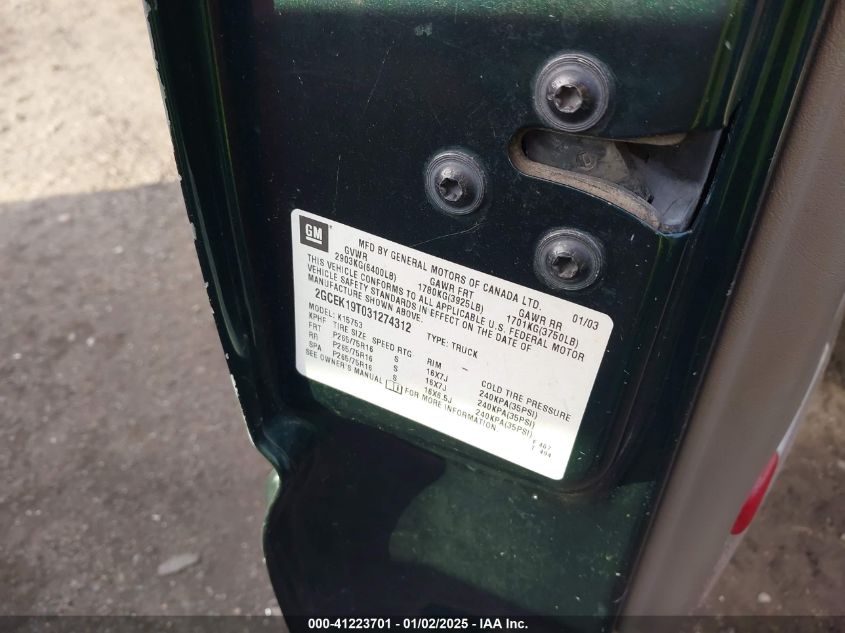 GM
MFD BY GENERAL MOTORS OF CANADA LTD. 01/03
GVWR GAWR FRT GAWR RR
2903KG(6400LB) 1780KG(3925LB) 1701KG(3750LB)
THIS VEHICLE CONFORMS TO ALL APPLICABLE U.S. FEDERAL MOTOR
VEHICLE SAFETY STANDARDS IN EFFECT ON THE DATE OF
MANUFACTURE SHOWN ABOVE.
2GCEK19T031274312 TYPE: TRUCK
MODEL: K15753
TIRE SIZE SPEED RTG RIM COLD TIRE PRESSURE
FRT P265/75R16 S 16X7J 240KPA(35PSI)
P265/75R16 S 16X7J 240KPA(35PSI)
SPA P265/75R16 S 16X6.5J 240KPA(35PSI)
SEE OWNER'S MANUAL FOR MORE INFORMATION.
000-41223701 - 01/02/2025 - IAA Inc.